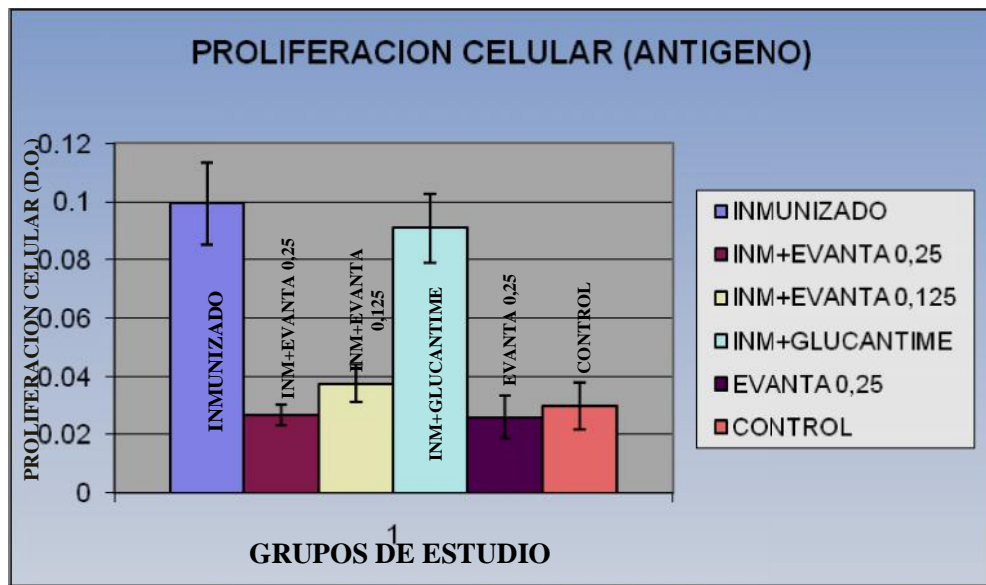 PROLIFERACION CELULAR (ANTIGENO)
PROLIFERACION CELULAR (D.O.)
0.12
0.1
0.08
0.06
0.04
0.02
0
INMUNIZADO
INM+EVANTA 0,25
INM+EVANTA
0,125
INM+GLUCANTIME
EVANTA 0,25
CONTROL
1
GRUPOS DE ESTUDIO
INMUNIZADO
INM+EVANTA 0,25
INM+EVANTA 0,125
INM+GLUCANTIME
EVANTA 0,25
CONTROL